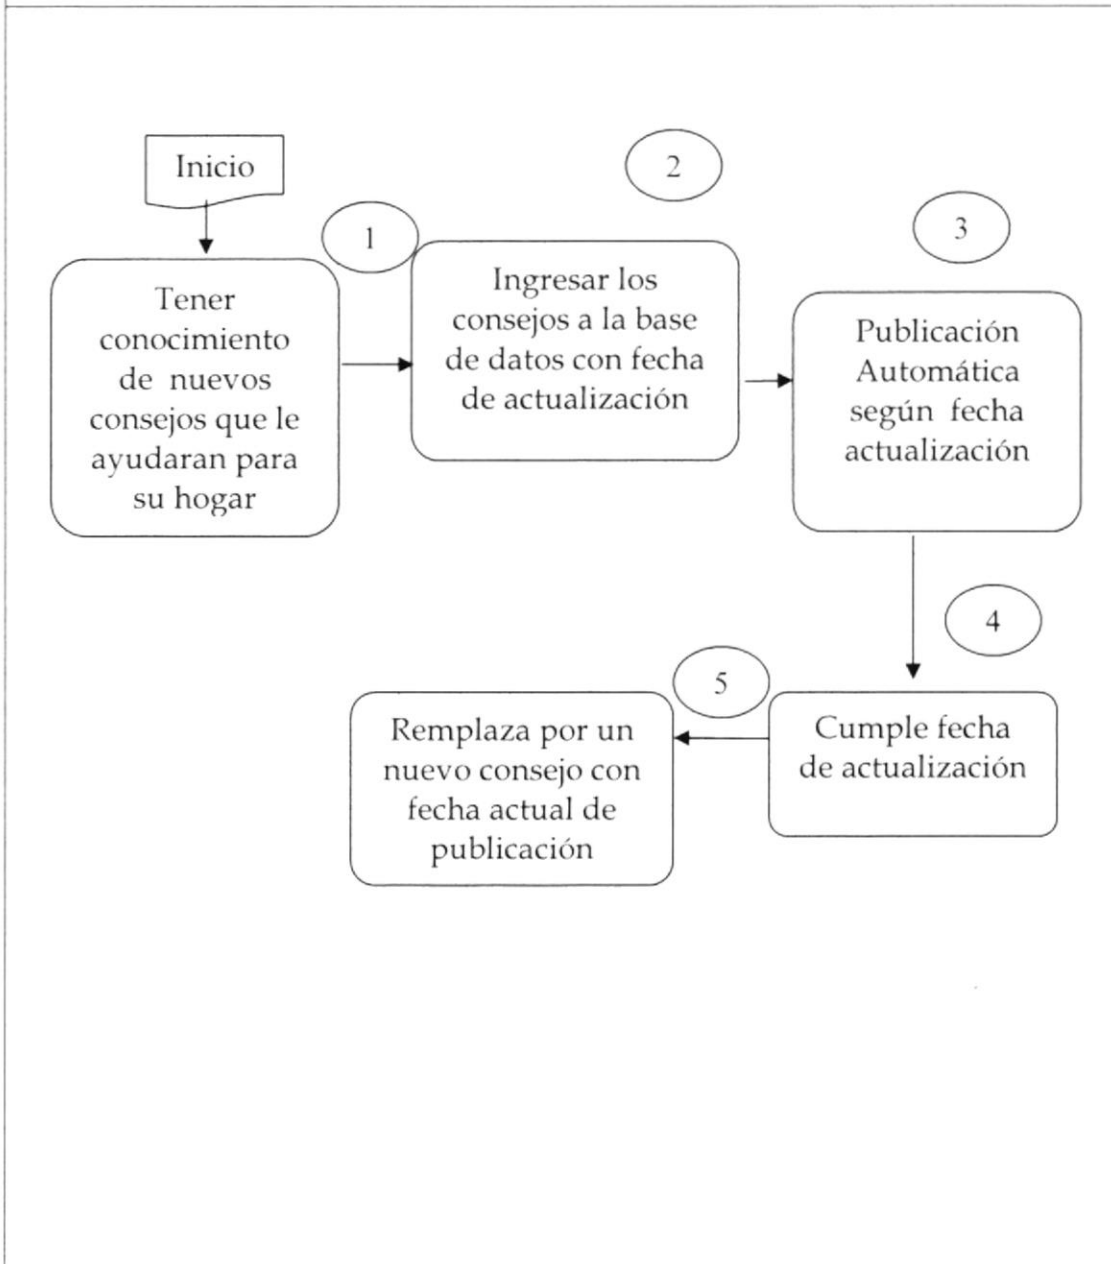 Inicio
1
2
3
Tener
conocimiento
de nuevos
consejos que le
ayudaran para
su hogar
Ingresar los
consejos a la base
de datos con fecha
de actualización
Publicación
Automática
según fecha
actualización
4
Cumple fecha
de actualización
5
Remplaza por un
nuevo consejo con
fecha actual de
publicación